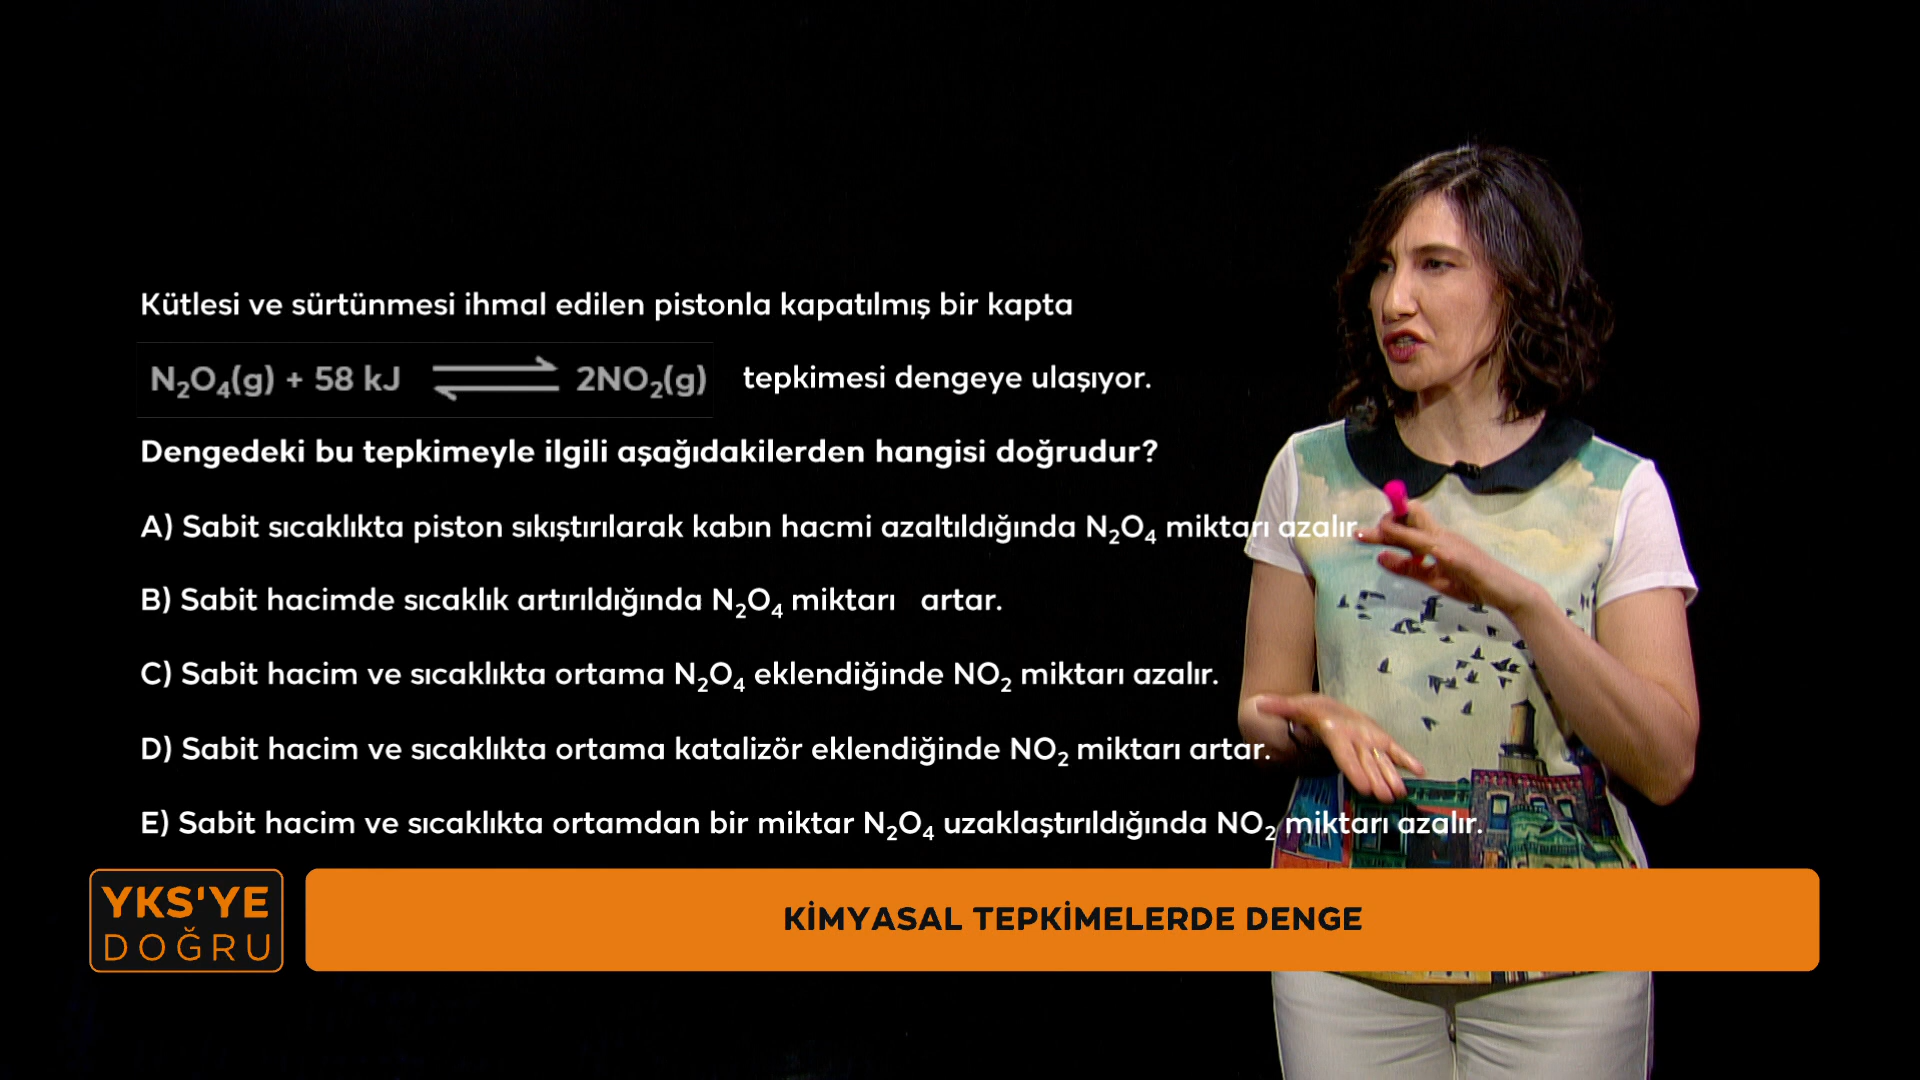 Kütlesi ve sürtünmesi ihmal edilen pistonla kapatılmış bir kapta
N₂O₄(g) + 58 kJ ⇌ 2NO₂(g) tepkimesi dengeye ulaşıyor.
Dengedeki bu tepkimeyle ilgili aşağıdakilerden hangisi doğrudur?
A) Sabit sıcaklıkta piston sıkıştırılarak kabın hacmi azaltıldığında N₂O₄ miktarı azalır.
B) Sabit hacimde sıcaklık artırıldığında N₂O₄ miktarı artar.
C) Sabit hacim ve sıcaklıkta ortama N₂O₄ eklendiğinde NO₂ miktarı azalır.
D) Sabit hacim ve sıcaklıkta ortama katalizör eklendiğinde NO₂ miktarı artar.
E) Sabit hacim ve sıcaklıkta ortamdan bir miktar N₂O₄ uzaklaştırıldığında NO₂ miktarı azalır.
YKS'YE
DOĞRU
KİMYASAL TEPKİMELERDE DENGE